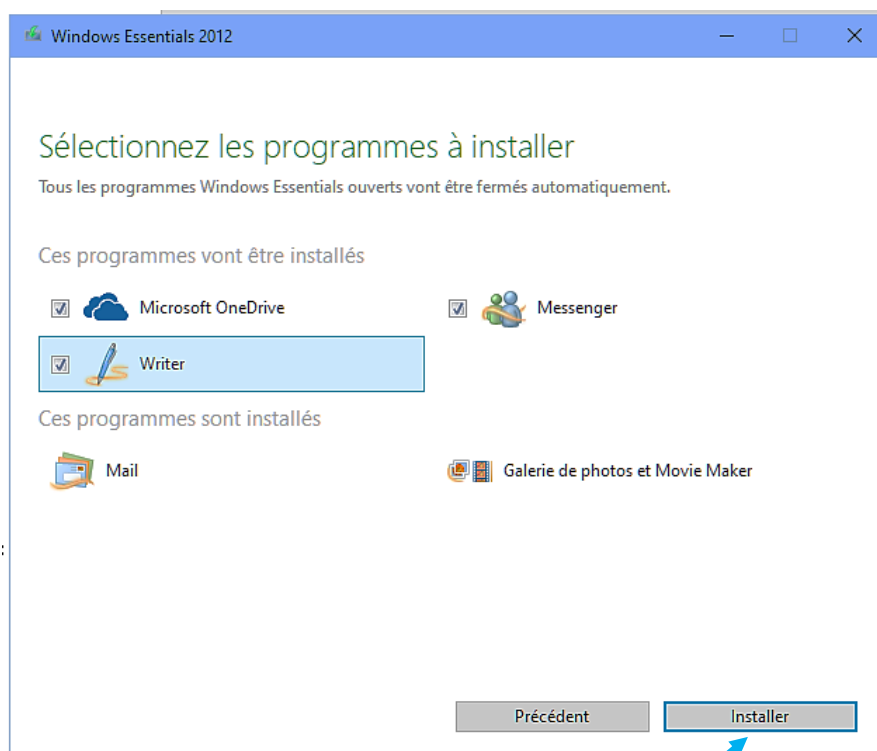 Windows Essentials 2012
Sélectionnez les programmes à installer
Tous les programmes Windows Essentials ouverts vont être fermés automatiquement.
Ces programmes vont être installés
Microsoft OneDrive
Messenger
Writer
Ces programmes sont installés
Mail
Galerie de photos et Movie Maker
:
Précédent
Installer